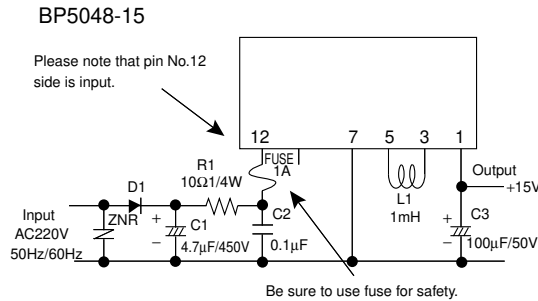 BP5048-15
Please note that pin No.12
side is input.
12
7
5
3
1
FUSE
1A
R1
10Ω1/4W
D1
L1
1mH
Output
+15V
Input
AC220V
50Hz/60Hz
ZNR
+
−
C1
4.7μF/450V
C2
0.1μF
+
−
C3
100μF/50V
Be sure to use fuse for safety.